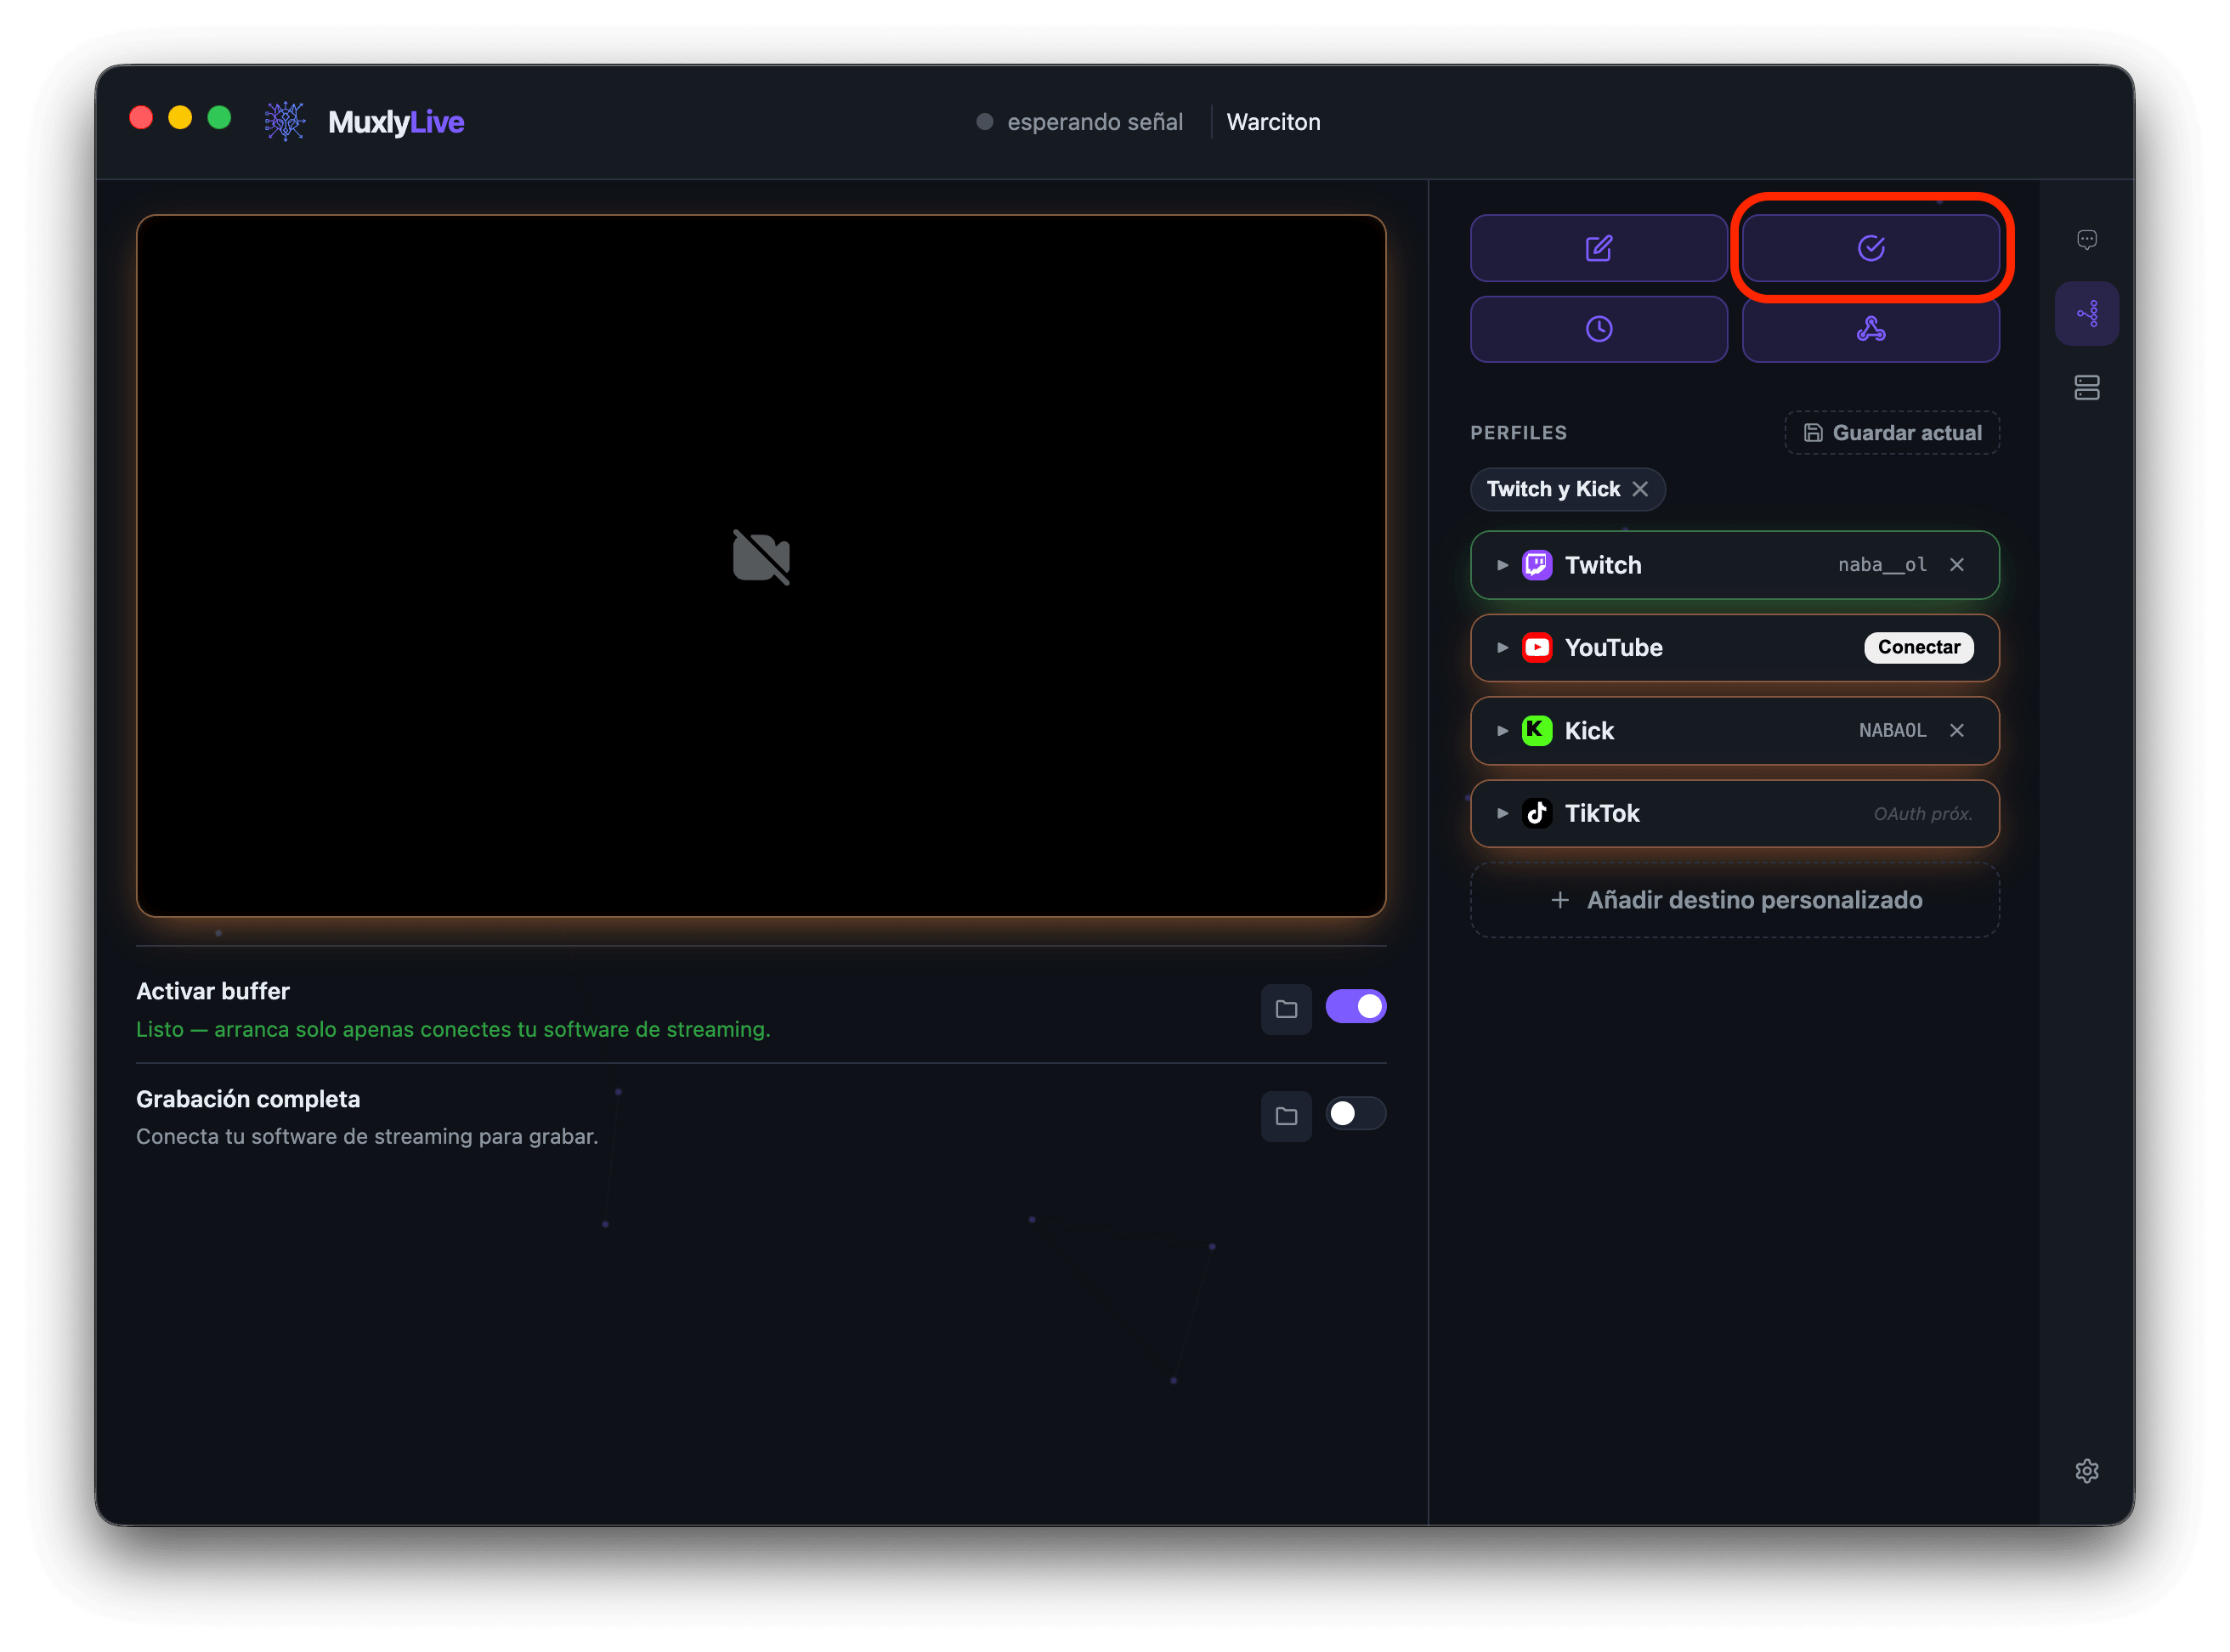 MuxlyLive
esperando señal
Warciton
PERFILES
Guardar actual
Twitch y Kick
Twitch
naba__ol
YouTube
Conectar
Kick
NABAOL
TikTok
OAuth próx.
Añadir destino personalizado
Activar buffer
Listo — arranca solo apenas conectes tu software de streaming.
Grabación completa
Conecta tu software de streaming para grabar.